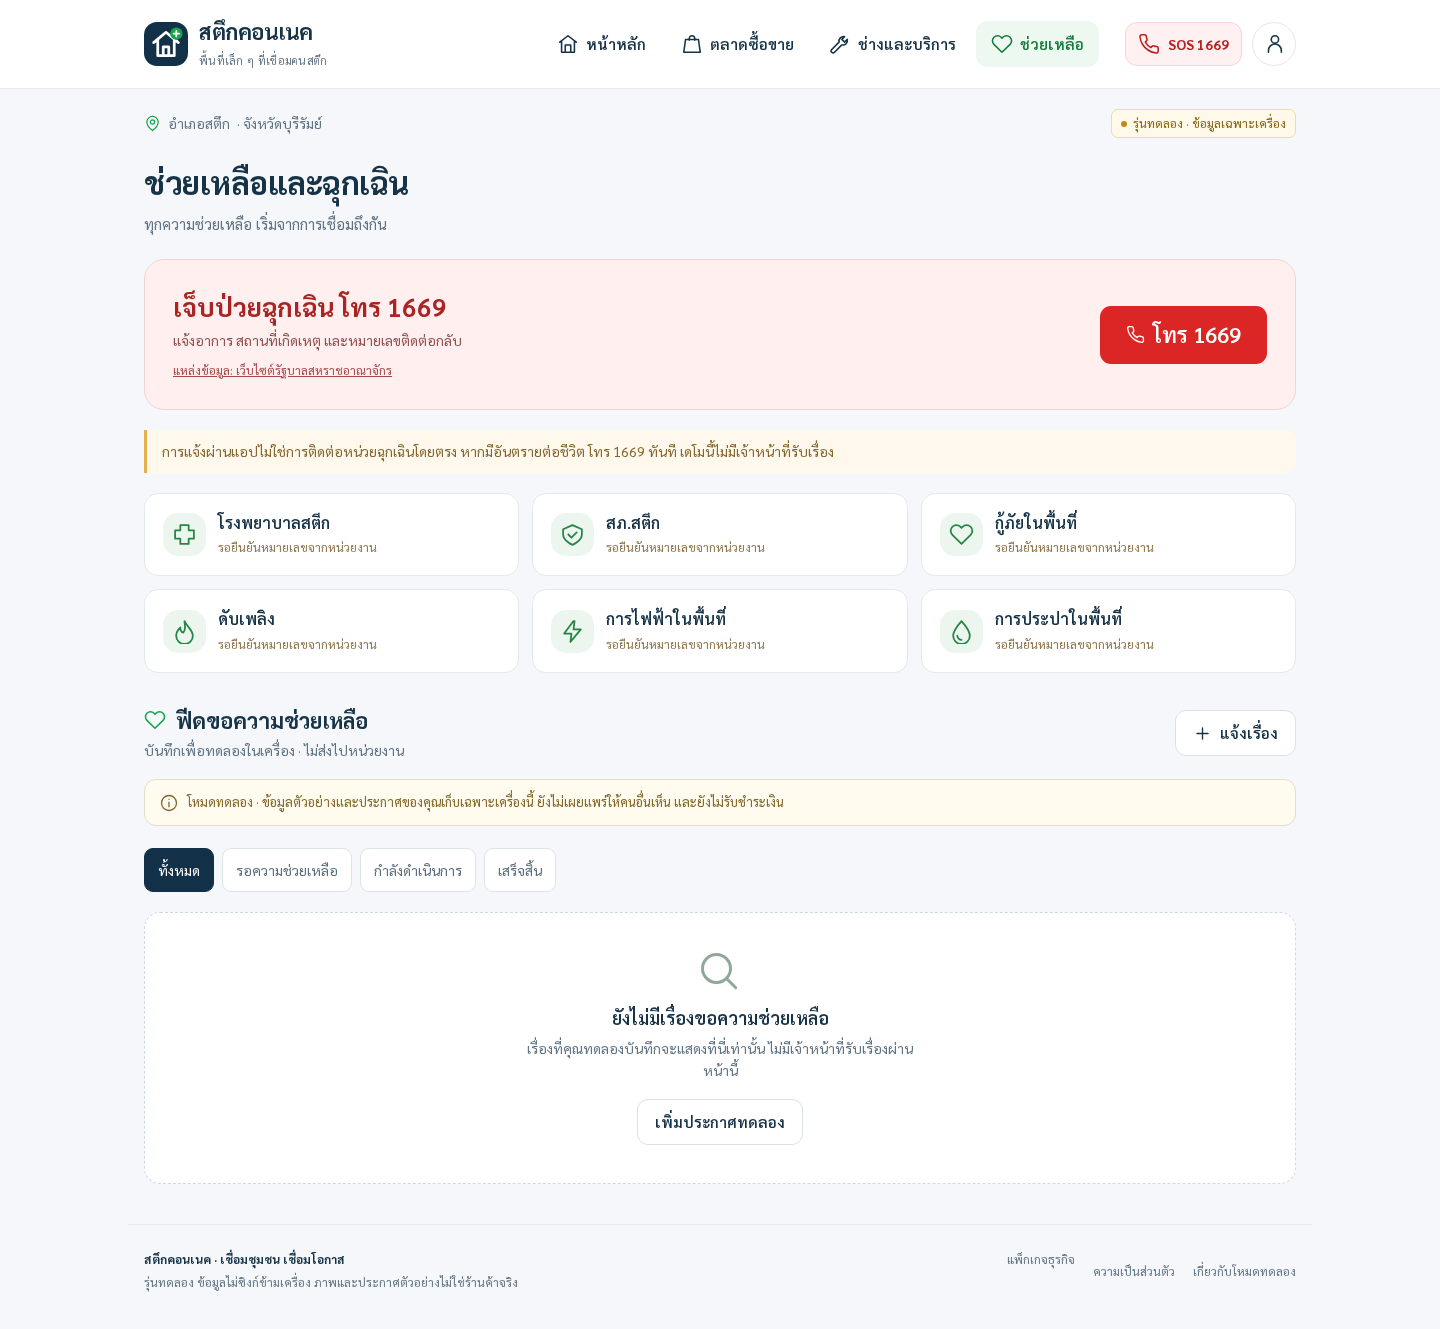 สตึกคอนเนค
พื้นที่เล็ก ๆ ที่เชื่อมคนสตึก
หน้าหลัก
ตลาดซื้อขาย
ช่างและบริการ
ช่วยเหลือ
SOS 1669
อำเภอสตึก · จังหวัดบุรีรัมย์
รุ่นทดลอง · ข้อมูลเฉพาะเครื่อง
ช่วยเหลือและฉุกเฉิน
ทุกความช่วยเหลือ เริ่มจากการเชื่อมถึงกัน
เจ็บป่วยฉุกเฉิน โทร 1669
แจ้งอาการ สถานที่เกิดเหตุ และหมายเลขติดต่อกลับ
แหล่งข้อมูล: เว็บไซต์รัฐบาลสหราชอาณาจักร
โทร 1669
การแจ้งผ่านแอปไม่ใช่การติดต่อหน่วยฉุกเฉินโดยตรง หากมีอันตรายต่อชีวิต โทร 1669 ทันที เดโมนี้ไม่มีเจ้าหน้าที่รับเรื่อง
โรงพยาบาลสตึก
รอยืนยันหมายเลขจากหน่วยงาน
สภ.สตึก
รอยืนยันหมายเลขจากหน่วยงาน
กู้ภัยในพื้นที่
รอยืนยันหมายเลขจากหน่วยงาน
ดับเพลิง
รอยืนยันหมายเลขจากหน่วยงาน
การไฟฟ้าในพื้นที่
รอยืนยันหมายเลขจากหน่วยงาน
การประปาในพื้นที่
รอยืนยันหมายเลขจากหน่วยงาน
ฟีดขอความช่วยเหลือ
บันทึกเพื่อทดลองในเครื่อง · ไม่ส่งไปหน่วยงาน
แจ้งเรื่อง
โหมดทดลอง · ข้อมูลตัวอย่างและประกาศของคุณเก็บเฉพาะเครื่องนี้ ยังไม่เผยแพร่ให้คนอื่นเห็น และยังไม่รับชำระเงิน
ทั้งหมด
รอความช่วยเหลือ
กำลังดำเนินการ
เสร็จสิ้น
ยังไม่มีเรื่องขอความช่วยเหลือ
เรื่องที่คุณทดลองบันทึกจะแสดงที่นี่เท่านั้น ไม่มีเจ้าหน้าที่รับเรื่องผ่าน
หน้านี้
เพิ่มประกาศทดลอง
สตึกคอนเนค · เชื่อมชุมชน เชื่อมโอกาส
รุ่นทดลอง ข้อมูลไม่ซิงก์ข้ามเครื่อง ภาพและประกาศตัวอย่างไม่ใช่ร้านค้าจริง
แพ็กเกจธุรกิจ
ความเป็นส่วนตัว
เกี่ยวกับโหมดทดลอง